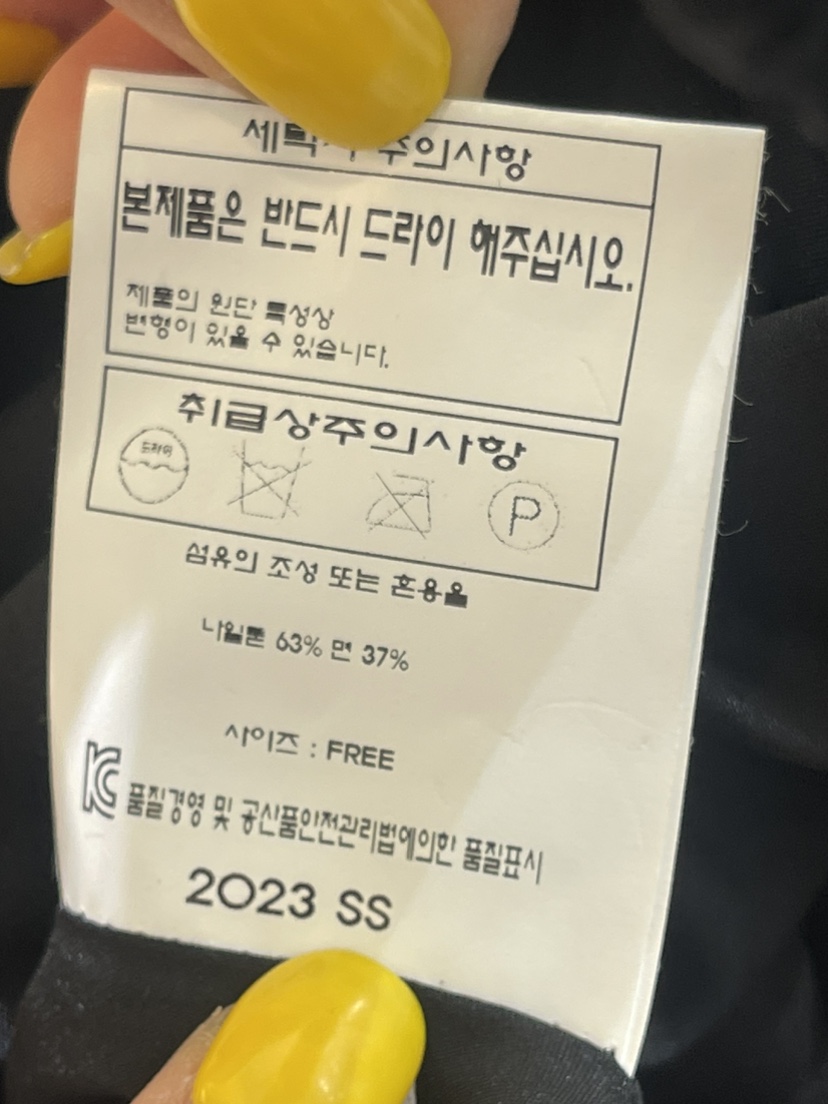 세탁시 주의사항
본제품은 반드시 드라이 해주십시오.
제품의 원단 특성상
변형이 있을 수 있습니다.
취급상주의사항
드라이
P
섬유의 조성 또는 혼용율
나일론 63% 면 37%
사이즈 : FREE
품질경영 및 공산품안전관리법에의한 품질표시
2023 SS